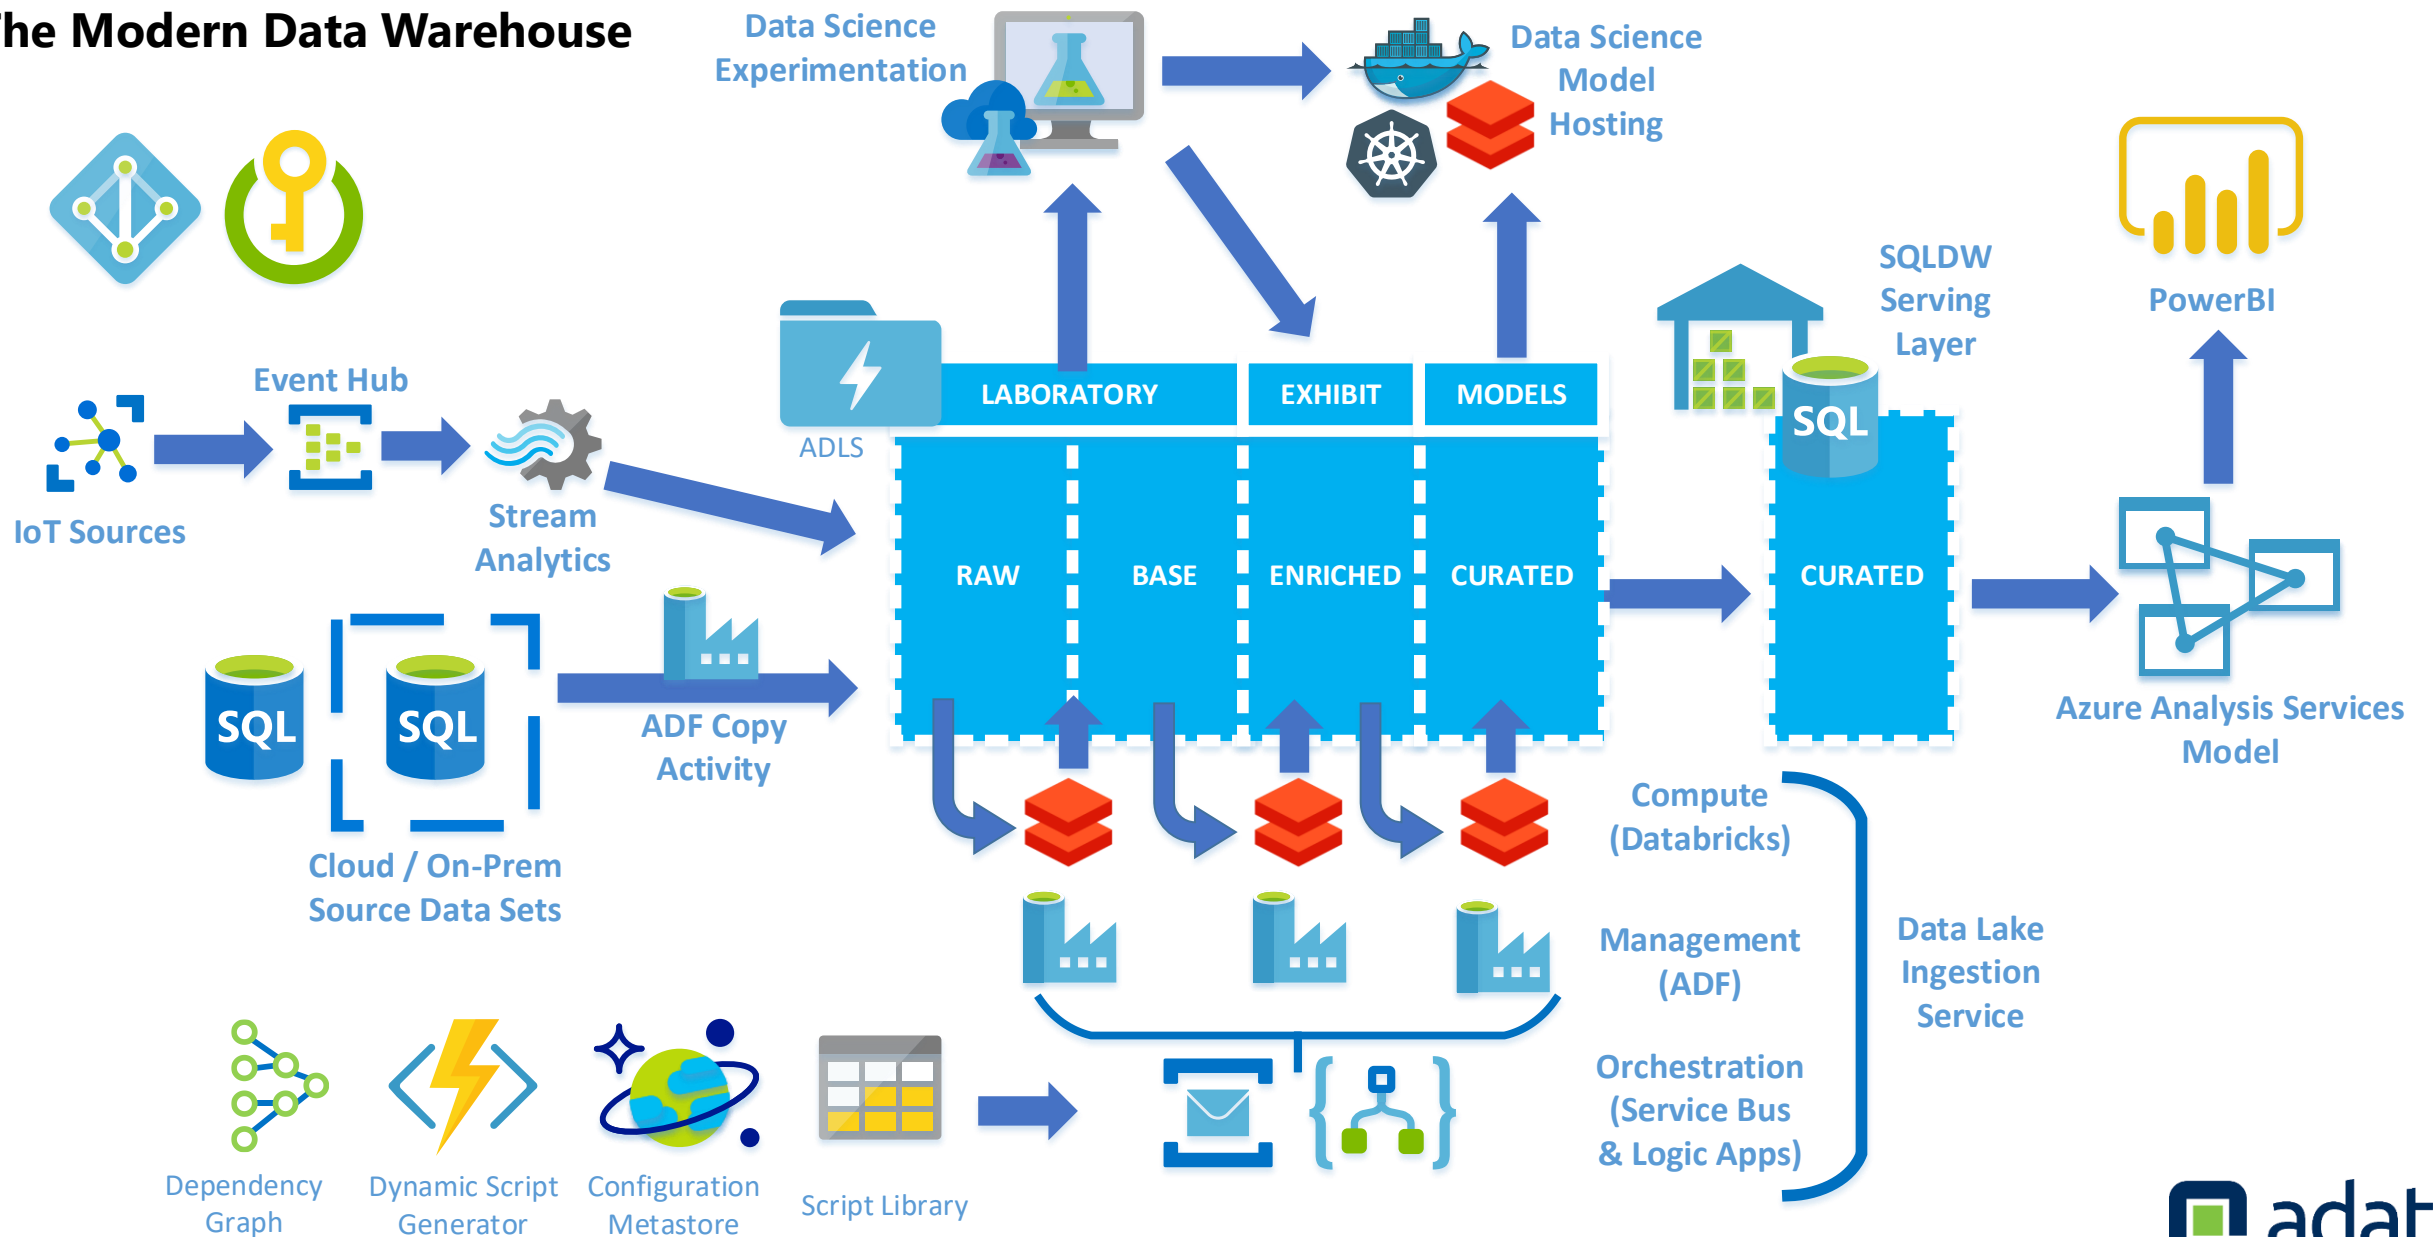 The Modern Data Warehouse
Data Science
Experimentation
Data Science
Model
Hosting
SQLDW
Serving
Layer
PowerBI
Event Hub
IoT Sources
Stream
Analytics
ADLS
LABORATORY
EXHIBIT
MODELS
RAW
BASE
ENRICHED
CURATED
SQL
CURATED
SQL
SQL
ADF Copy
Activity
Cloud / On-Prem
Source Data Sets
Azure Analysis Services
Model
Compute
(Databricks)
Management
(ADF)
Orchestration
(Service Bus
& Logic Apps)
Data Lake
Ingestion
Service
Dependency
Graph
Dynamic Script
Generator
Configuration
Metastore
Script Library
adat